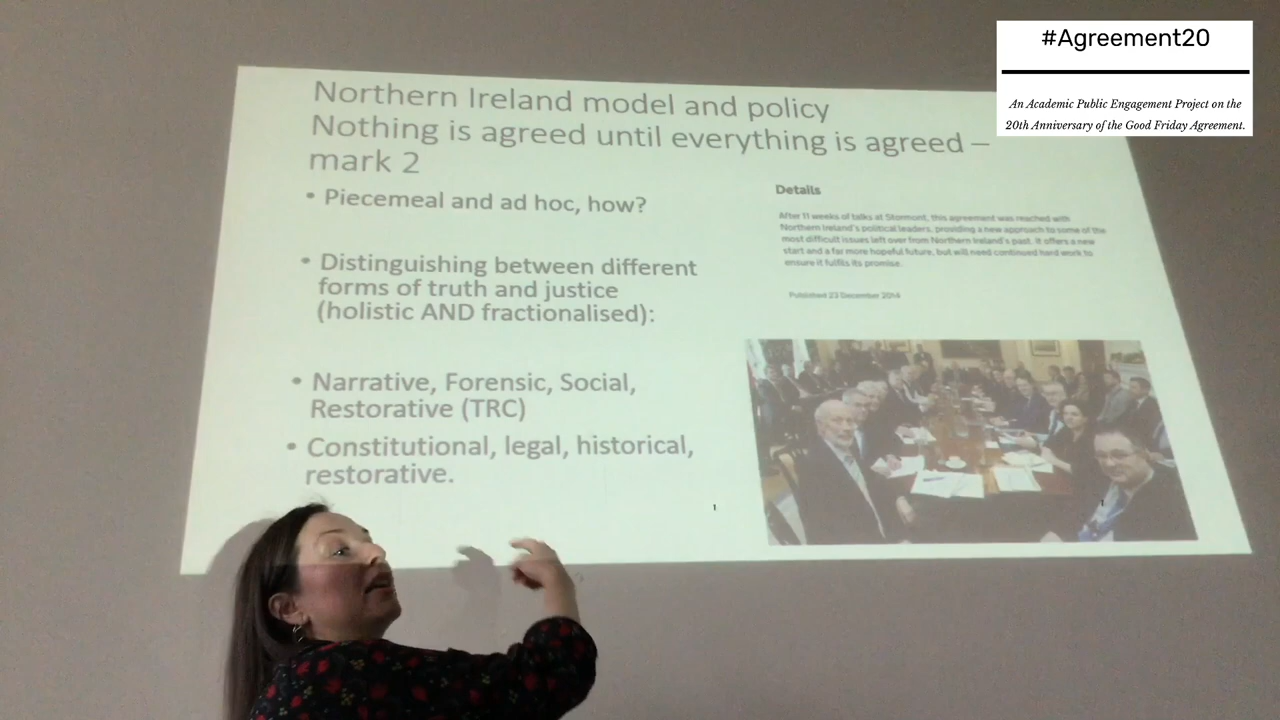 #Agreement20
An Academic Public Engagement Project on the
20th Anniversary of the Good Friday Agreement.
Northern Ireland model and policy
Nothing is agreed until everything is agreed –
mark 2
• Piecemeal and ad hoc, how?
• Distinguishing between different
forms of truth and justice
(holistic AND fractionalised):
• Narrative, Forensic, Social,
Restorative (TRC)
• Constitutional, legal, historical,
restorative.
Details
After 11 weeks of talks at Stormont, this agreement was reached with
Northern Ireland's political leaders, providing a new approach to some of the
most difficult issues left over from Northern Ireland's past. It offers a new
start and a far more hopeful future, but will need continued hard work to
ensure it fulfils its promise.
Published 23 December 2014
1
1